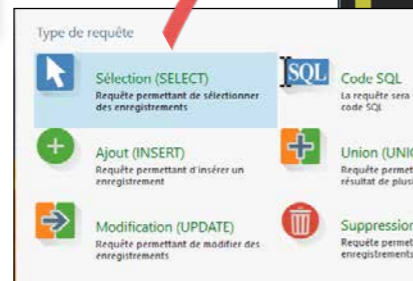 Type de requête
Sélection (SELECT)
Requête permettant de sélectionner
des enregistrements
SQL
Code SQL
La requête sera
code SQL
Ajout (INSERT)
Requête permettant d'insérer un
enregistrement
Union (UNIO
Requête permet
résultat de plusi
Modification (UPDATE)
Requête permettant de modifier des
enregistrements
Suppression
Requête permet
enregistrements